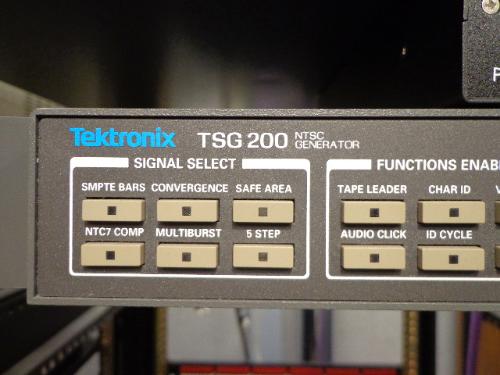 Tektronix TSG 200 NTSC GENERATOR
SIGNAL SELECT
SMPTE BARS CONVERGENCE SAFE AREA
NTC7 COMP MULTIBURST 5 STEP
FUNCTIONS ENAB
TAPE LEADER CHAR ID
AUDIO CLICK ID CYCLE